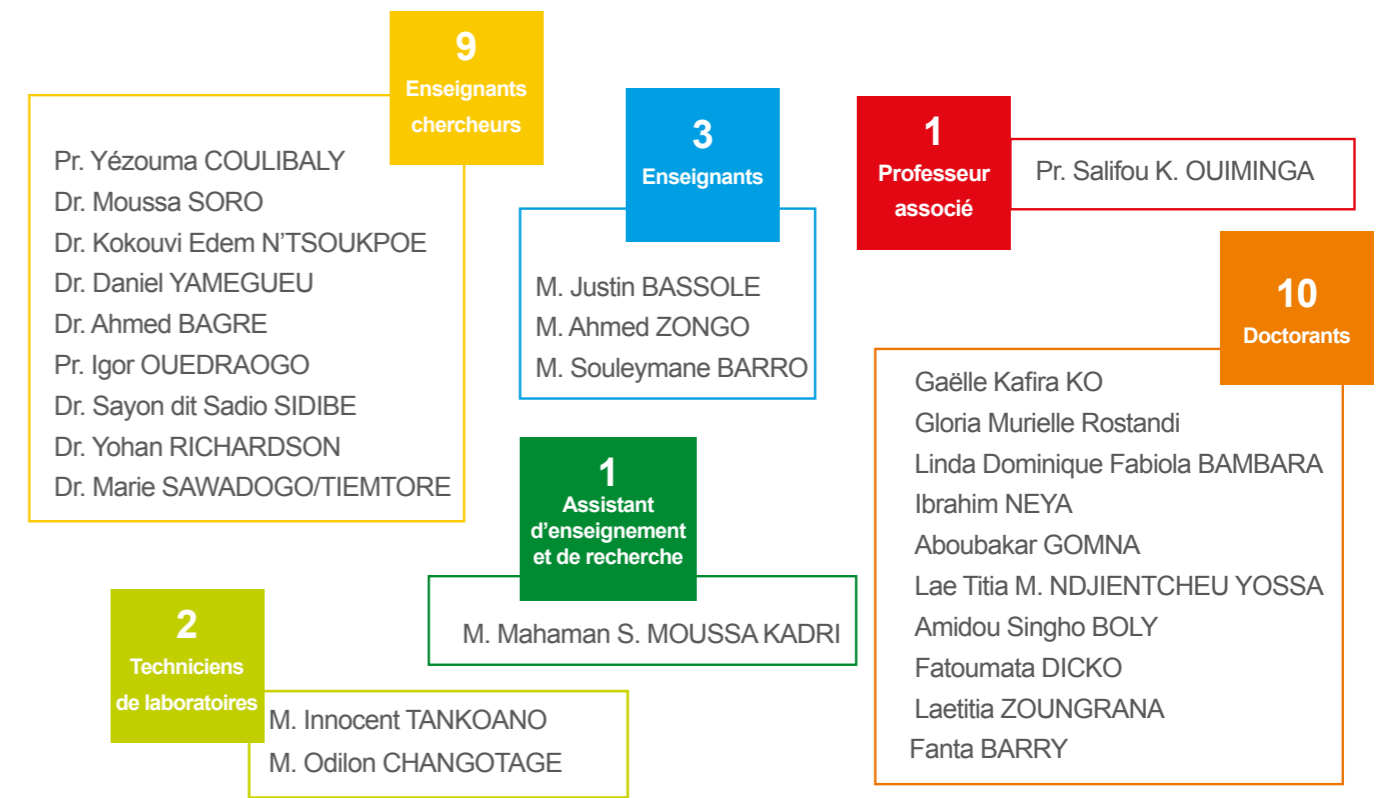 9
Enseignants
chercheurs
Pr. Yézouma COULIBALY
Dr. Moussa SORO
Dr. Kokouvi Edem N’TSOUKPOE
Dr. Daniel YAMEGUEU
Dr. Ahmed BAGRE
Pr. Igor OUEDRAOGO
Dr. Sayon dit Sadio SIDIBE
Dr. Yohan RICHARDSON
Dr. Marie SAWADOGO/TIEMTORE
3
Enseignants
M. Justin BASSOLE
M. Ahmed ZONGO
M. Souleymane BARRO
1
Professeur
associé
Pr. Salifou K. OUIMINGA
10
Doctorants
Gaëlle Kafira KO
Gloria Murielle Rostandi
Linda Dominique Fabiola BAMBARA
Ibrahim NEYA
Aboubakar GOMNA
Lae Titia M. NDJIENTCHEU YOSSA
Amidou Singho BOLY
Fatoumata DICKO
Laetitia ZOUNGRANA
Fanta BARRY
1
Assistant
d’enseignement
et de recherche
M. Mahaman S. MOUSSA KADRI
2
Techniciens
de laboratoires
M. Innocent TANKOANO
M. Odilon CHANGOTAGE